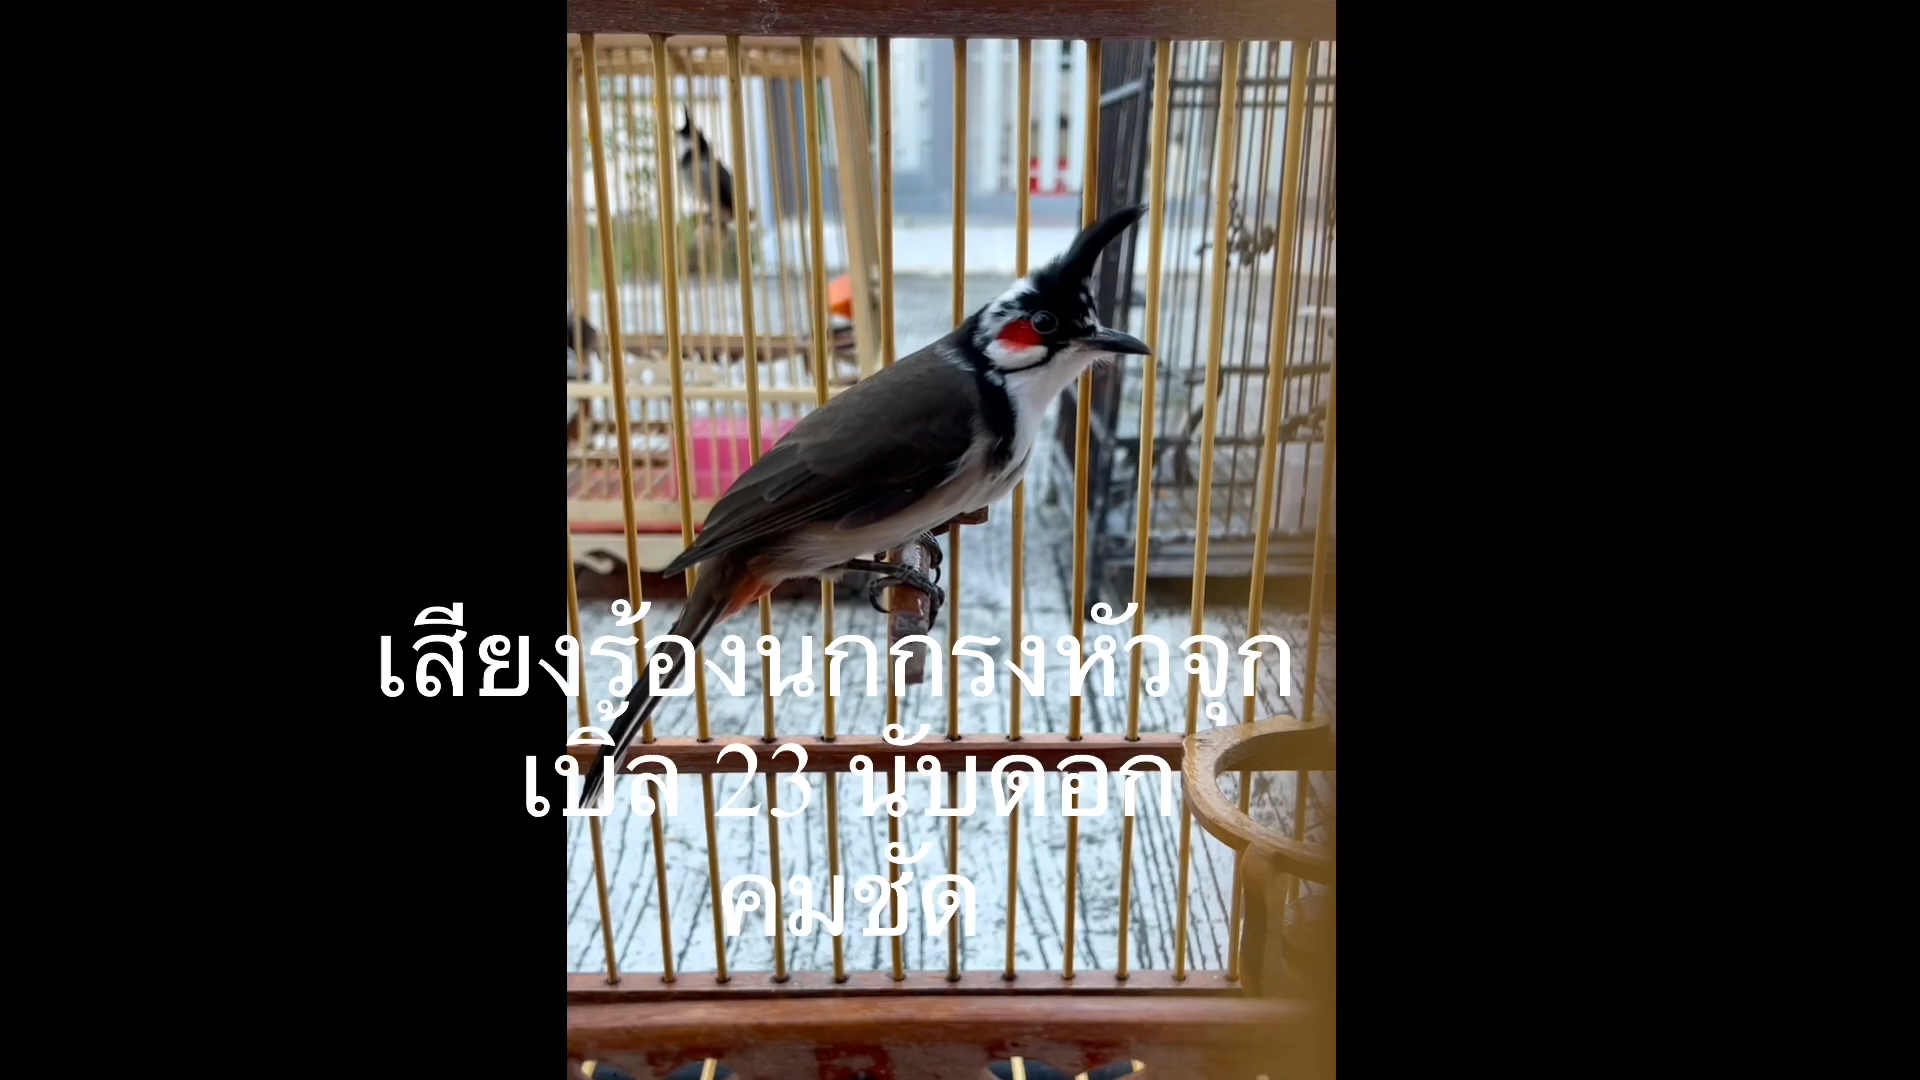 เสียงร้องนกกรงหัวจุก
เบิ้ล 23 นับดอก
คมชัด